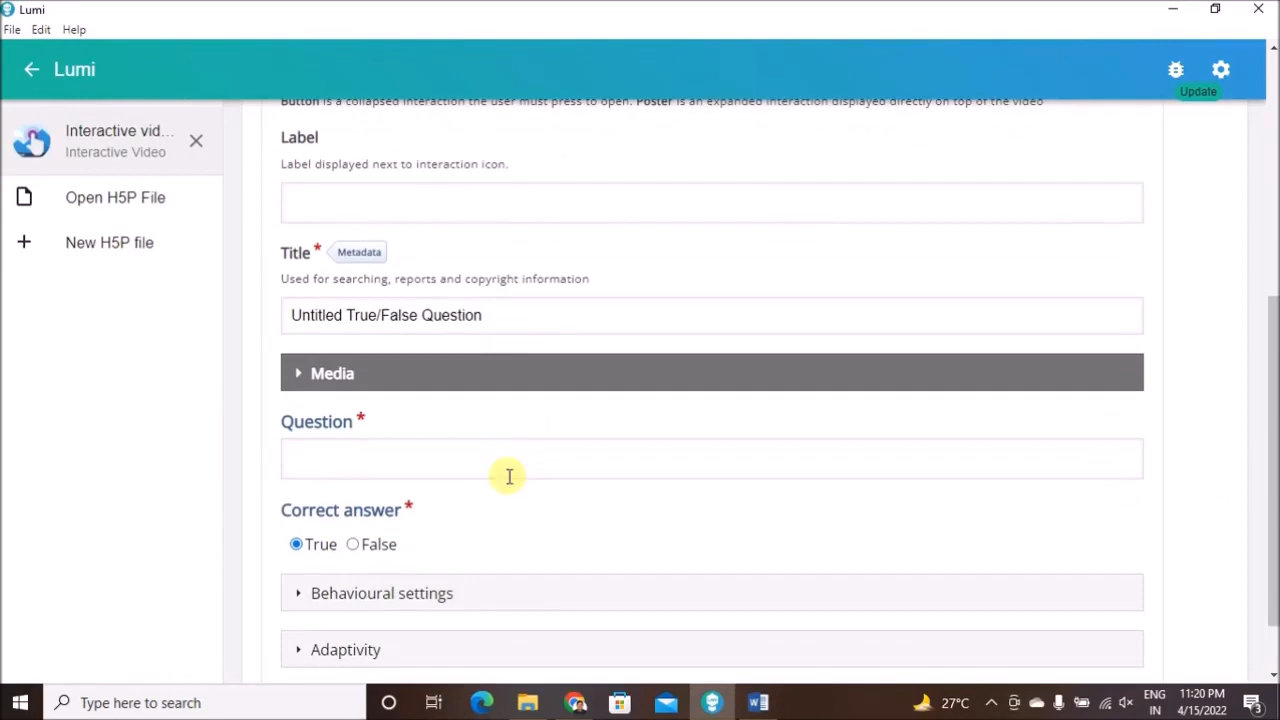 Lumi
File Edit Help
Lumi
Update
Interactive vid...
Interactive Video
Open H5P File
New H5P file
Button is a collapsed interaction the user must press to open. Poster is an expanded interaction displayed directly on top of the video
Label
Label displayed next to interaction icon.
Title * Metadata
Used for searching, reports and copyright information
Untitled True/False Question
Media
Question *
Correct answer *
True False
Behavioural settings
Adaptivity
Type here to search
27°C
ENG
IN
11:20 PM
4/15/2022
3